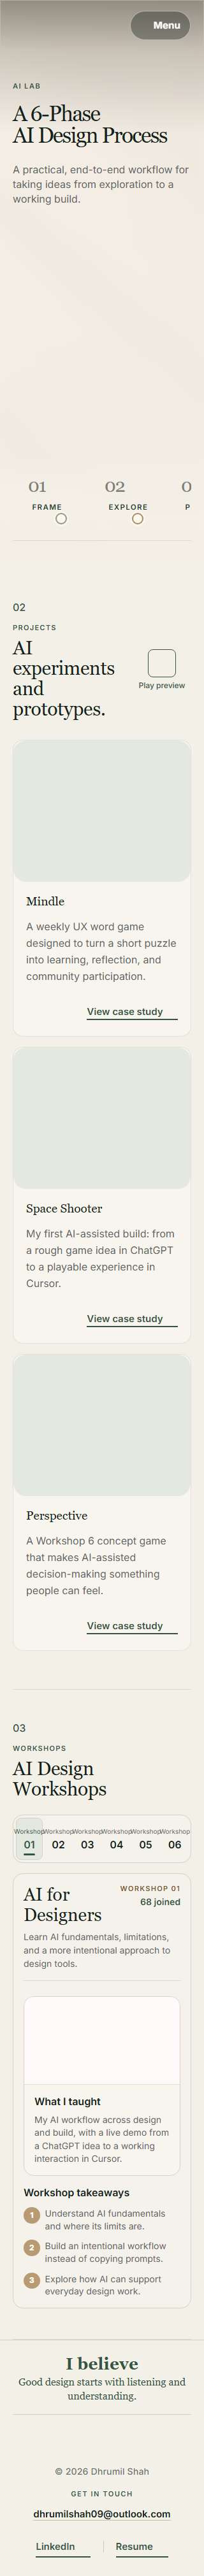 Menu
AI LAB
A 6-Phase
AI Design Process
A practical, end-to-end workflow for
taking ideas from exploration to a
working build.
01
02
0
FRAME
EXPLORE
P
02
PROJECTS
AI
experiments
and
prototypes.
Play preview
Mindle
A weekly UX word game
designed to turn a short puzzle
into learning, reflection, and
community participation.
View case study
Space Shooter
My first AI-assisted build: from
a rough game idea in ChatGPT
to a playable experience in
Cursor.
View case study
Perspective
A Workshop 6 concept game
that makes AI-assisted
decision-making something
people can feel.
View case study
03
WORKSHOPS
AI Design
Workshops
Workshop Workshop Workshop Workshop Workshop Workshop
01 02 03 04 05 06
AI for
Designers
WORKSHOP 01
68 joined
Learn AI fundamentals, limitations,
and a more intentional approach to
design tools.
What I taught
My AI workflow across design
and build, with a live demo from
a ChatGPT idea to a working
interaction in Cursor.
Workshop takeaways
1 Understand AI fundamentals
and where its limits are.
2 Build an intentional workflow
instead of copying prompts.
3 Explore how AI can support
everyday design work.
I believe
Good design starts with listening and
understanding.
© 2026 Dhrumil Shah
GET IN TOUCH
dhrumilshah09@outlook.com
LinkedIn
Resume